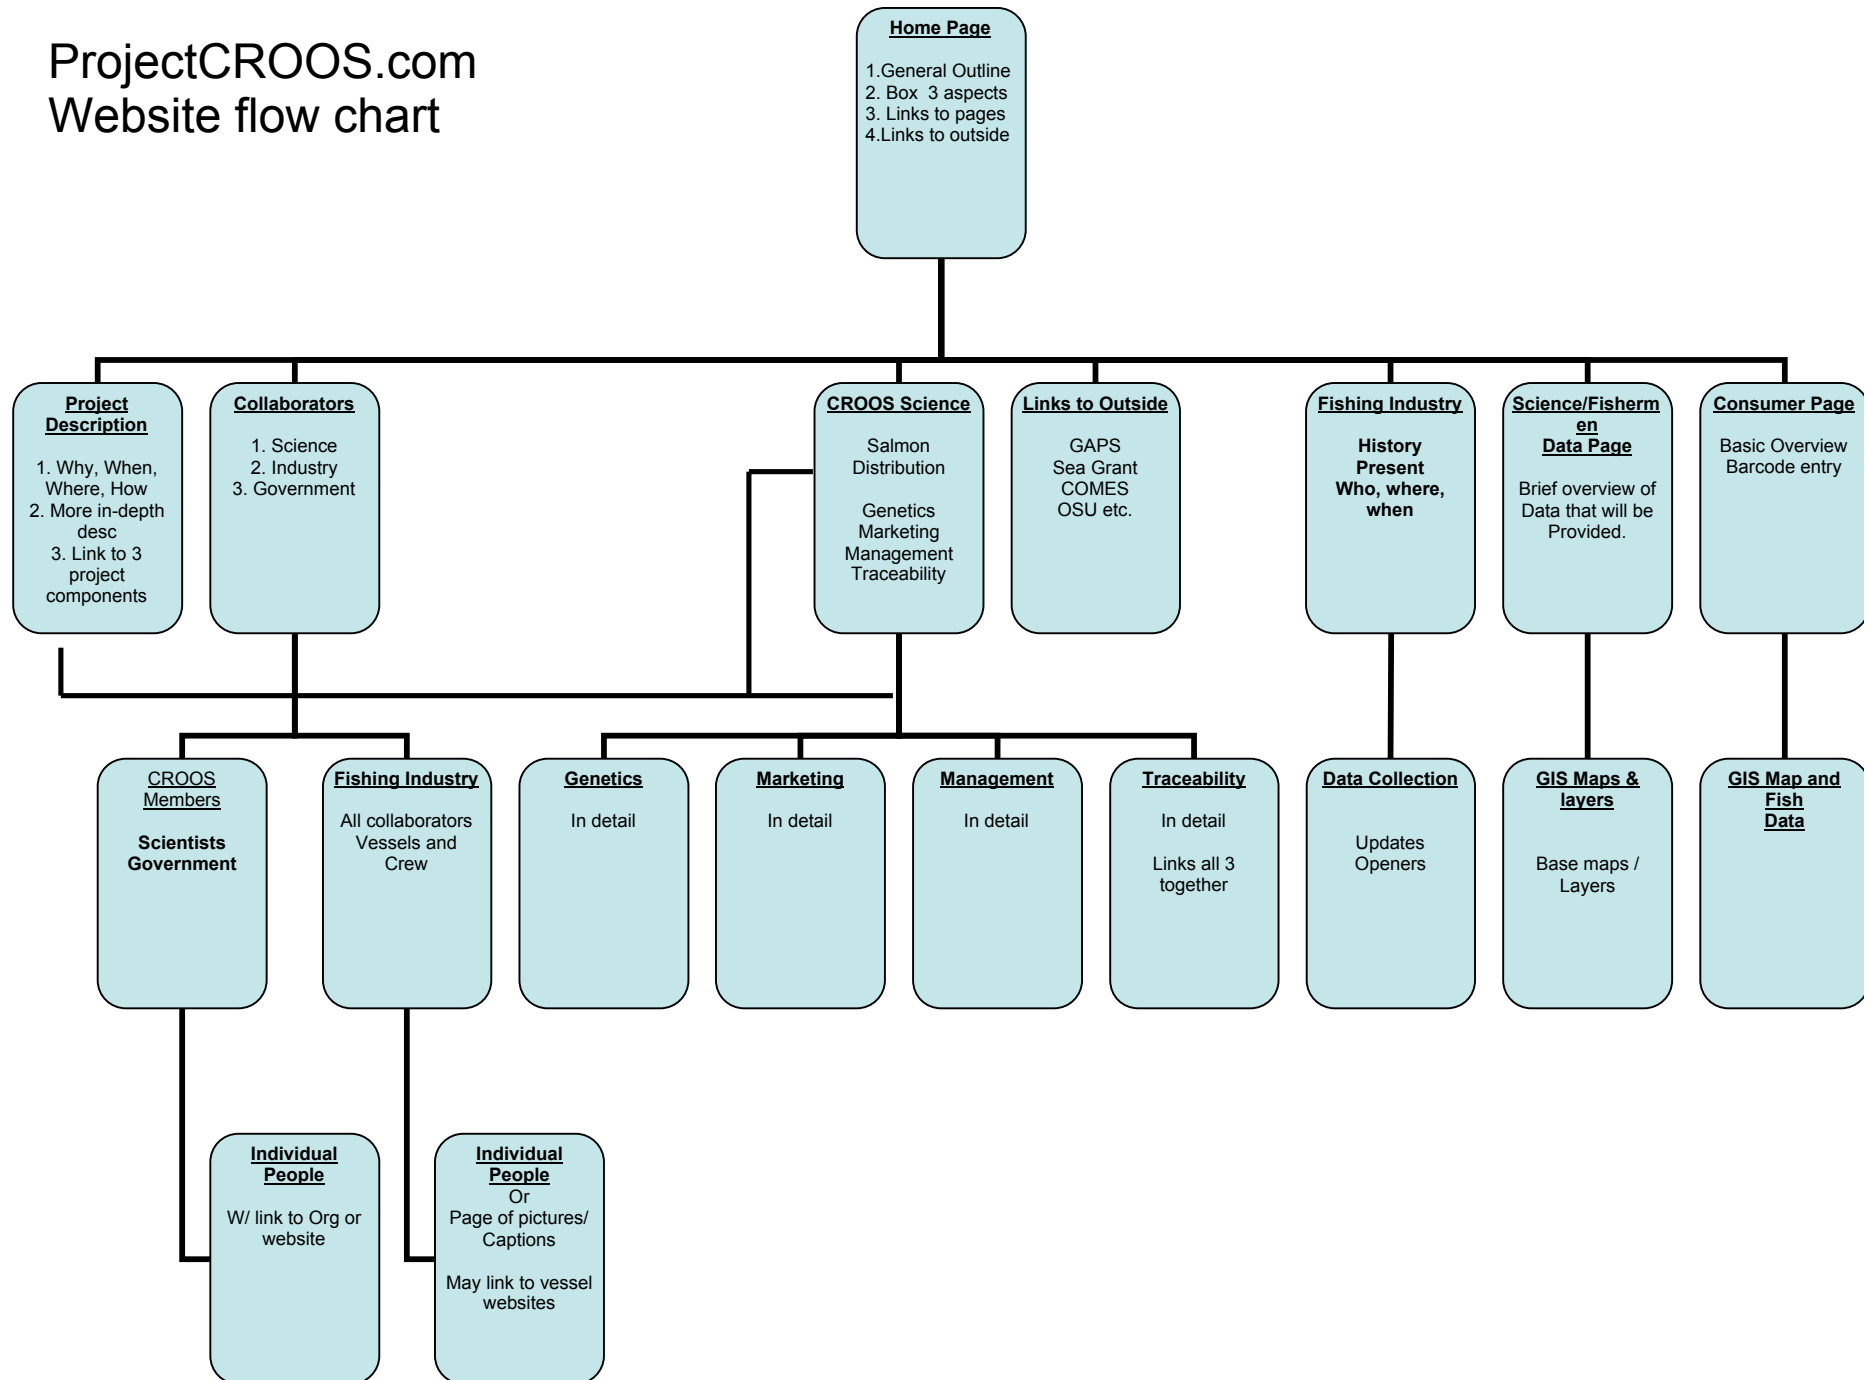 ProjectCROOS.com
Website flow chart
Home Page
1.General Outline
2. Box  3 aspects
3. Links to pages
4.Links to outside
Project
Description
1. Why, When,
Where, How
2. More in-depth
desc
3. Link to 3
project
components
Collaborators
1. Science
2. Industry
3. Government
CROOS Science
Salmon
Distribution
Genetics
Marketing
Management
Traceability
Links to Outside
GAPS
Sea Grant
COMES
OSU etc.
Fishing Industry
History
Present
Who, where,
when
Science/Fisherm
en
Data Page
Brief overview of
Data that will be
Provided.
Consumer Page
Basic Overview
Barcode entry
CROOS
Members
Scientists
Government
Fishing Industry
All collaborators
Vessels and
Crew
Genetics
In detail
Marketing
In detail
Management
In detail
Traceability
In detail
Links all 3
together
Data Collection
Updates
Openers
GIS Maps &
layers
Base maps /
Layers
GIS Map and
Fish
Data
Individual
People
W/ link to Org or
website
Individual
People
Or
Page of pictures/
Captions
May link to vessel
websites